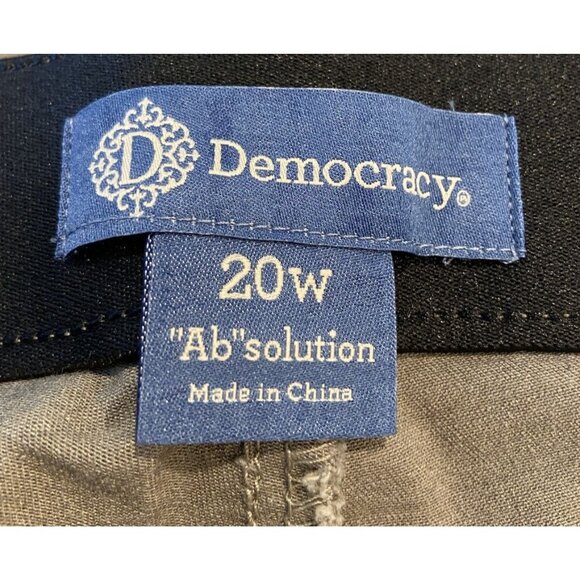 D Democracy®
20W
"Ab"solution
Made in China